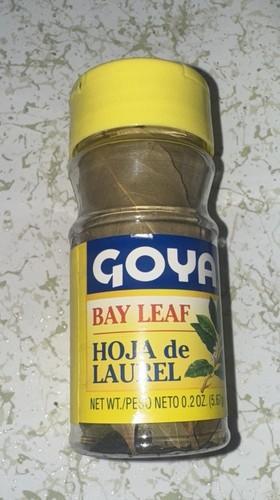 GOYA
BAY LEAF
HOJA de
LAUREL
NET WT./PESO NETO 0.2 OZ.